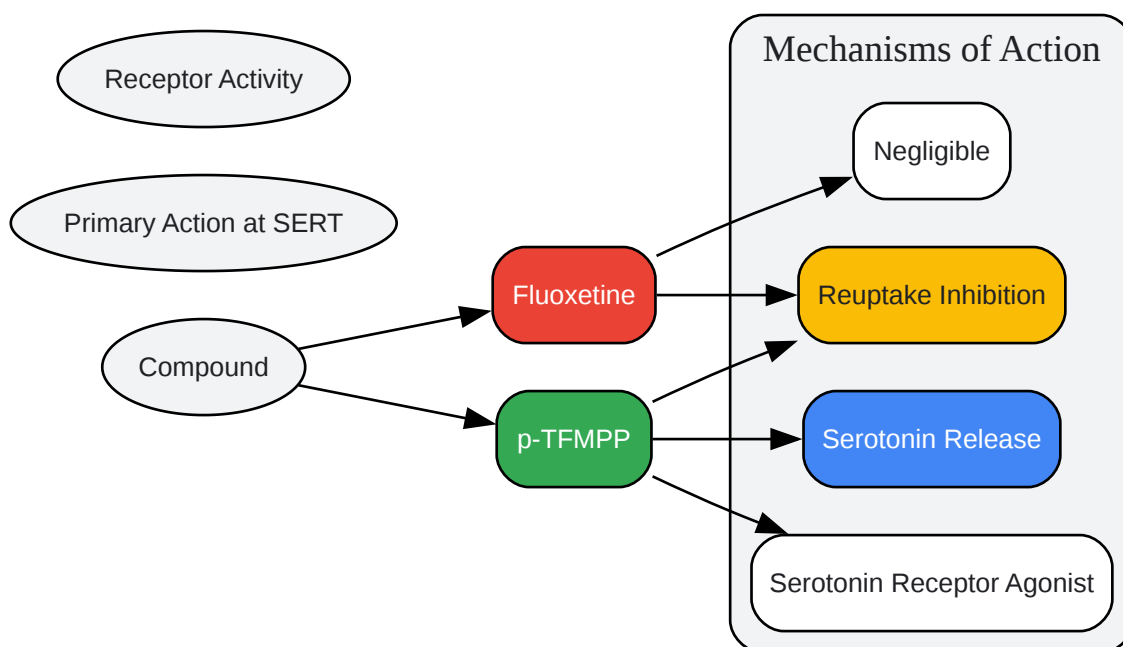 Receptor Activity
Primary Action at SERT
Compound
Fluoxetine
p-TFMPP
Mechanisms of Action
Negligible
Reuptake Inhibition
Serotonin Release
Serotonin Receptor Agonist